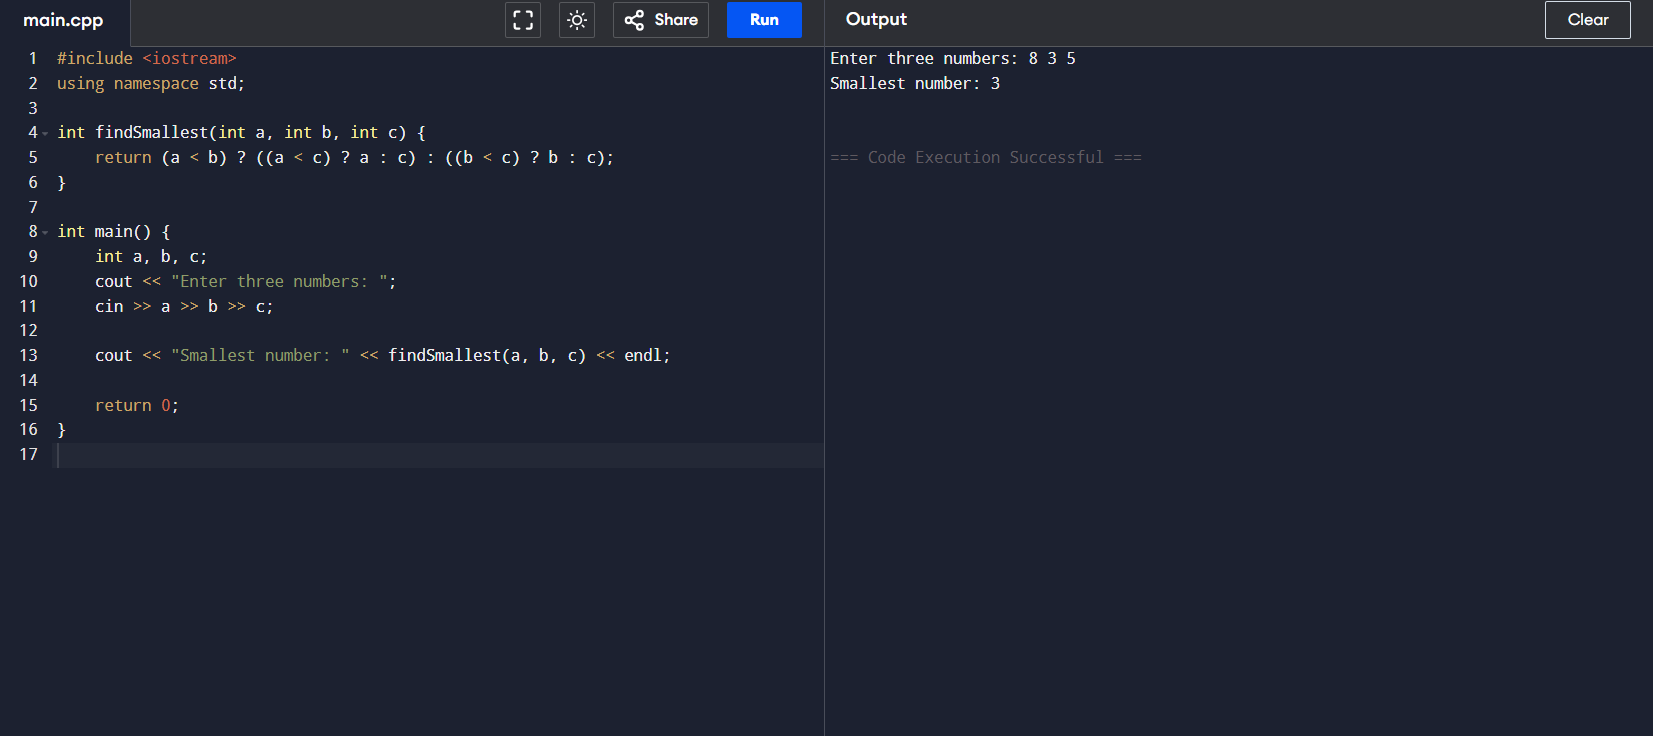 main.cpp
Share
Run
Output
Clear
1 #include <iostream>
2 using namespace std;
3
4 int findSmallest(int a, int b, int c) {
5     return (a < b) ? ((a < c) ? a : c) : ((b < c) ? b : c);
6 }
7
8 int main() {
9     int a, b, c;
10     cout << "Enter three numbers: ";
11     cin >> a >> b >> c;
12
13     cout << "Smallest number: " << findSmallest(a, b, c) << endl;
14
15     return 0;
16 }
17
Enter three numbers: 8 3 5
Smallest number: 3
=== Code Execution Successful ===